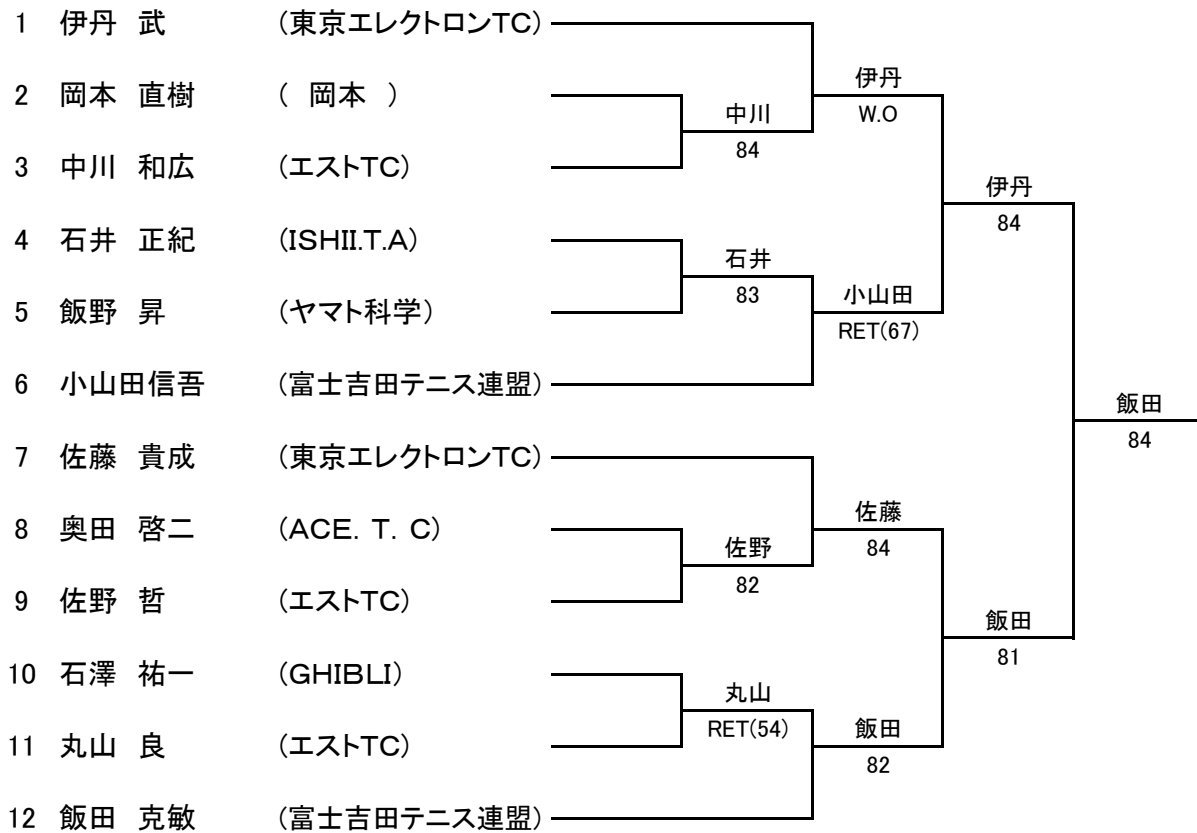 1 伊丹 武 (東京エレクトロンTC)
2 岡本 直樹 ( 岡本 )
3 中川 和広 (エストTC)
4 石井 正紀 (ISHII.T.A)
5 飯野 昇 (ヤマト科学)
6 小山田信吾 (富士吉田テニス連盟)
7 佐藤 貴成 (東京エレクトロンTC)
8 奥田 啓二 (ACE. T. C)
9 佐野 哲 (エストTC)
10 石澤 祐一 (GHIBLI)
11 丸山 良 (エストTC)
12 飯田 克敏 (富士吉田テニス連盟)
中川
84
石井
83
佐野
82
丸山
RET(54)
伊丹
W.O
小山田
RET(67)
佐藤
84
飯田
82
伊丹
84
飯田
81
飯田
84